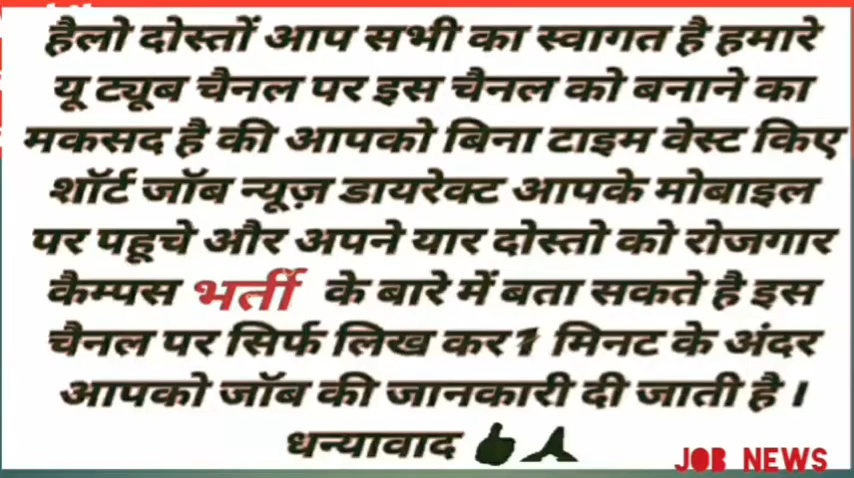 हैलो दोस्तों आप सभी का स्वागत है हमारे
यू ट्यूब चैनल पर इस चैनल को बनाने का
मकसद है की आपको बिना टाइम वेस्ट किए
शॉर्ट जॉब न्यूज़ डायरेक्ट आपके मोबाइल
पर पहूचे और अपने यार दोस्तो को रोजगार
कैम्पस भर्ती के बारे में बता सकते है इस
चैनल पर सिर्फ लिख कर 1 मिनट के अंदर
आपको जॉब की जानकारी दी जाती है ।
धन्यावाद 👍🙏
JOB NEWS